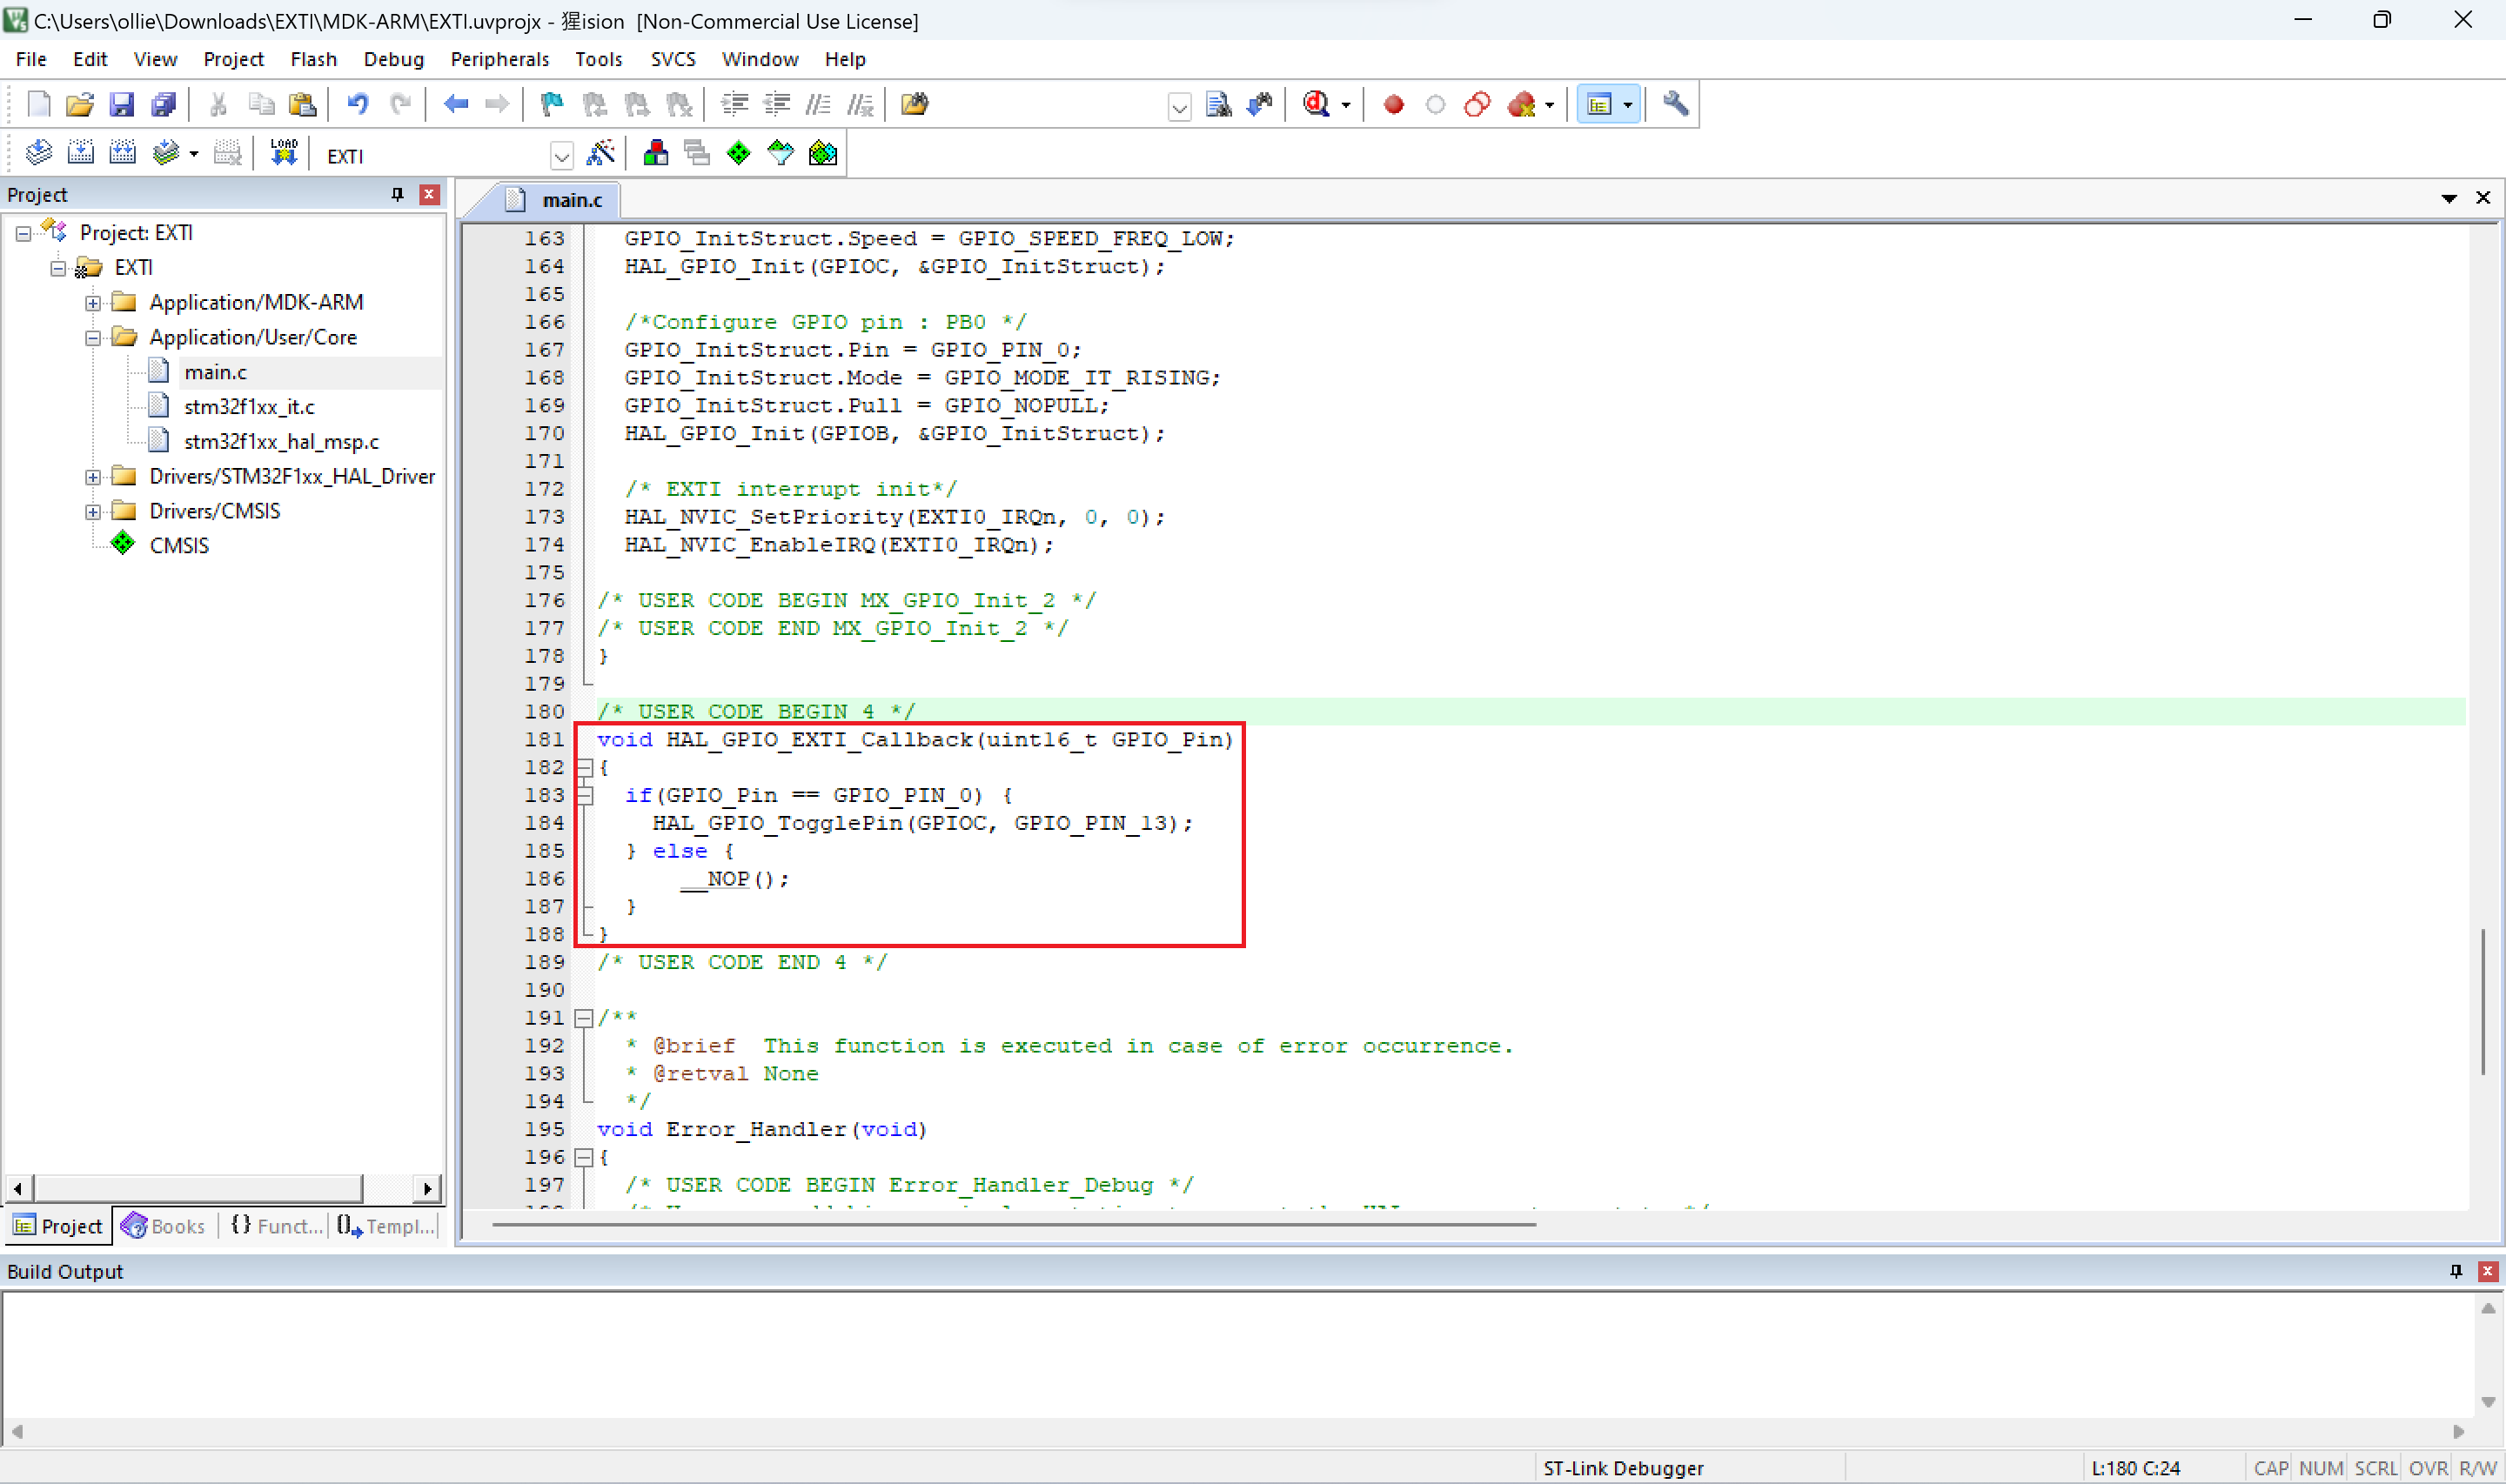 C:\Users\ollie\Downloads\EXTI\MDK-ARM\EXTI.uvprojx - 猩ision  [Non-Commercial Use License]
File Edit View Project Flash Debug Peripherals Tools SVCS Window Help
LOAD
EXTI
Project
main.c
Project: EXTI
EXTI
Application/MDK-ARM
Application/User/Core
main.c
stm32f1xx_it.c
stm32f1xx_hal_msp.c
Drivers/STM32F1xx_HAL_Driver
Drivers/CMSIS
CMSIS
163 GPIO_InitStruct.Speed = GPIO_SPEED_FREQ_LOW;
164 HAL_GPIO_Init(GPIOC, &GPIO_InitStruct);
165
166 /*Configure GPIO pin : PB0 */
167 GPIO_InitStruct.Pin = GPIO_PIN_0;
168 GPIO_InitStruct.Mode = GPIO_MODE_IT_RISING;
169 GPIO_InitStruct.Pull = GPIO_NOPULL;
170 HAL_GPIO_Init(GPIOB, &GPIO_InitStruct);
171
172 /* EXTI interrupt init*/
173 HAL_NVIC_SetPriority(EXTI0_IRQn, 0, 0);
174 HAL_NVIC_EnableIRQ(EXTI0_IRQn);
175
176 /* USER CODE BEGIN MX_GPIO_Init_2 */
177 /* USER CODE END MX_GPIO_Init_2 */
178 }
179
180 /* USER CODE BEGIN 4 */
181 void HAL_GPIO_EXTI_Callback(uint16_t GPIO_Pin)
182 {
183 if(GPIO_Pin == GPIO_PIN_0) {
184 HAL_GPIO_TogglePin(GPIOC, GPIO_PIN_13);
185 } else {
186 __NOP();
187 }
188 }
189 /* USER CODE END 4 */
190
191 /**
192 * @brief  This function is executed in case of error occurrence.
193 * @retval None
194 */
195 void Error_Handler(void)
196 {
197 /* USER CODE BEGIN Error_Handler_Debug */
Project Books {} Funct... Templ...
Build Output
ST-Link Debugger L:180 C:24 CAP NUM SCRL OVR R/W